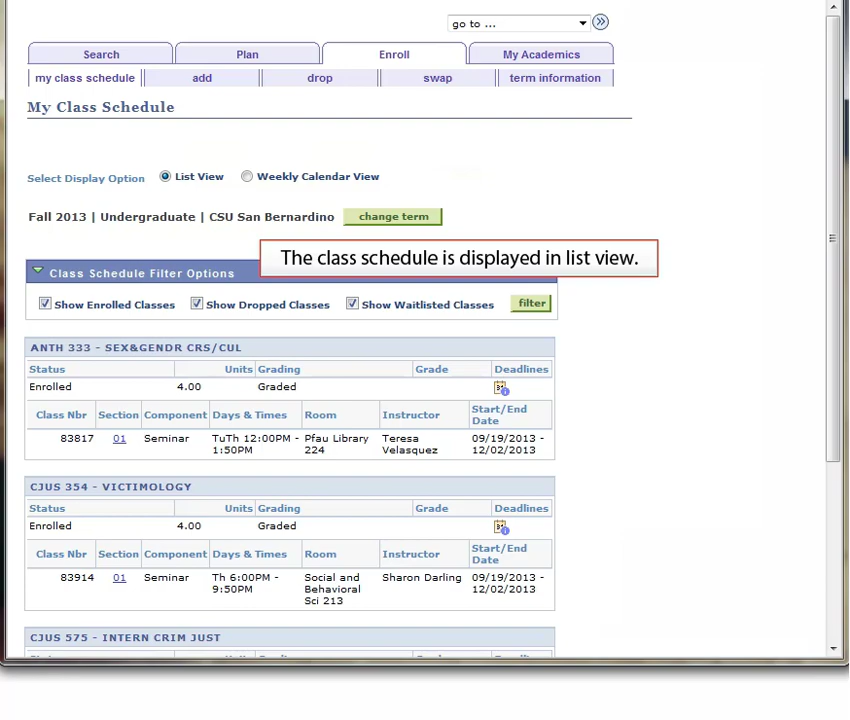 go to ...
Search Plan Enroll My Academics
my class schedule add drop swap term information
My Class Schedule
Select Display Option List View Weekly Calendar View
Fall 2013 | Undergraduate | CSU San Bernardino change term
The class schedule is displayed in list view.
Class Schedule Filter Options
Show Enrolled Classes Show Dropped Classes Show Waitlisted Classes filter
ANTH 333 - SEX&GENDR CRS/CUL
Status Units Grading Grade Deadlines
Enrolled 4.00 Graded
Class Nbr Section Component Days & Times Room Instructor Start/End Date
83817 01 Seminar TuTh 12:00PM - 1:50PM Pfau Library 224 Teresa Velasquez 09/19/2013 - 12/02/2013
CJUS 354 - VICTIMOLOGY
Status Units Grading Grade Deadlines
Enrolled 4.00 Graded
Class Nbr Section Component Days & Times Room Instructor Start/End Date
83914 01 Seminar Th 6:00PM - 9:50PM Social and Behavioral Sci 213 Sharon Darling 09/19/2013 - 12/02/2013
CJUS 575 - INTERN CRIM JUST